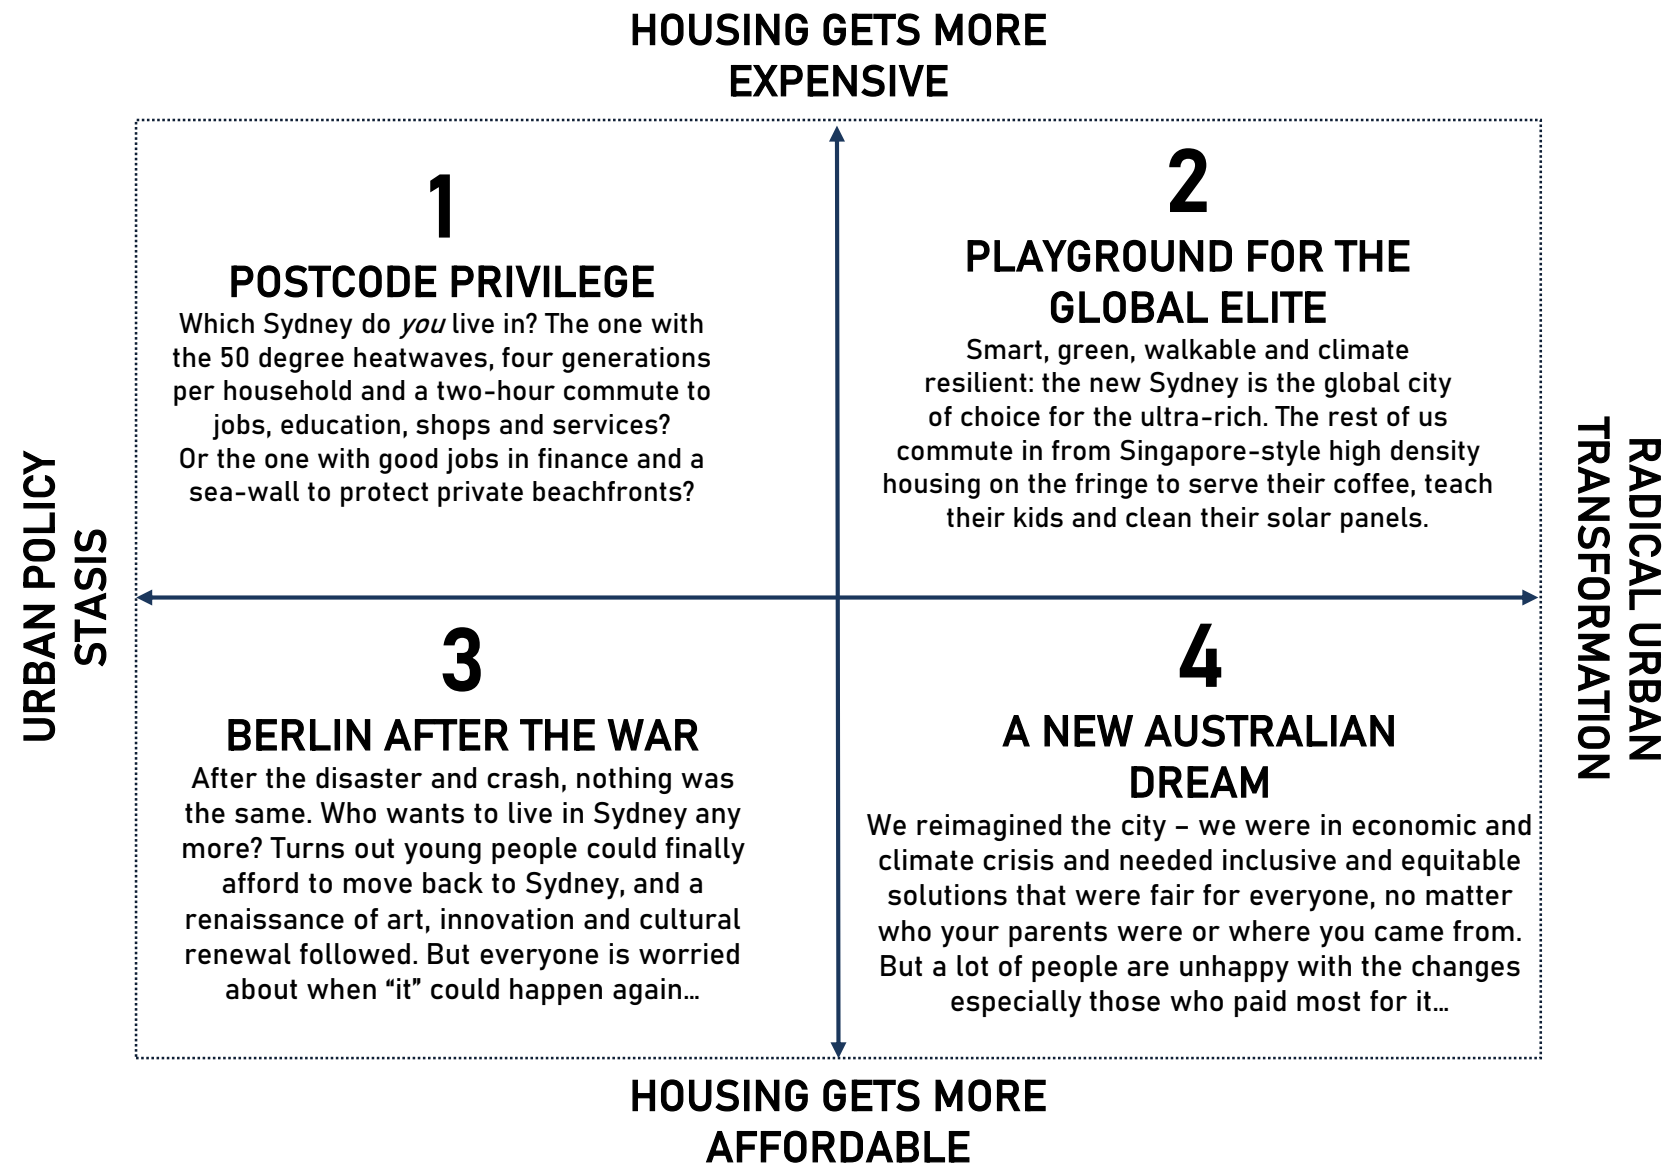 HOUSING GETS MORE
EXPENSIVE
1
POSTCODE PRIVILEGE
Which Sydney do you live in? The one with
the 50 degree heatwaves, four generations
per household and a two-hour commute to
jobs, education, shops and services?
Or the one with good jobs in finance and a
sea-wall to protect private beachfronts?
2
PLAYGROUND FOR THE
GLOBAL ELITE
Smart, green, walkable and climate
resilient: the new Sydney is the global city
of choice for the ultra-rich. The rest of us
commute in from Singapore-style high density
housing on the fringe to serve their coffee, teach
their kids and clean their solar panels.
URBAN POLICY
STASIS
RADICAL URBAN
TRANSFORMATION
3
BERLIN AFTER THE WAR
After the disaster and crash, nothing was
the same. Who wants to live in Sydney any
more? Turns out young people could finally
afford to move back to Sydney, and a
renaissance of art, innovation and cultural
renewal followed. But everyone is worried
about when “it” could happen again…
4
A NEW AUSTRALIAN
DREAM
We reimagined the city – we were in economic and
climate crisis and needed inclusive and equitable
solutions that were fair for everyone, no matter
who your parents were or where you came from.
But a lot of people are unhappy with the changes
especially those who paid most for it…
HOUSING GETS MORE
AFFORDABLE